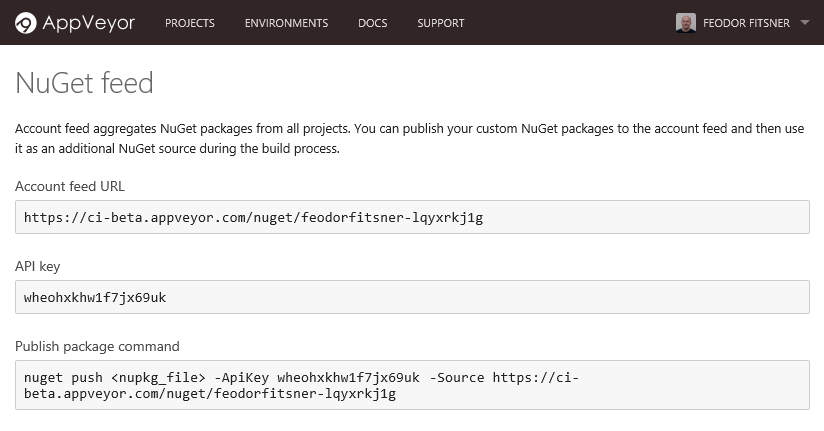 AppVeyor PROJECTS ENVIRONMENTS DOCS SUPPORT FEODOR FITSNER
NuGet feed
Account feed aggregates NuGet packages from all projects. You can publish your custom NuGet packages to the account feed and then use
it as an additional NuGet source during the build process.
Account feed URL
https://ci-beta.appveyor.com/nuget/feodorfitsner-lqyxrkj1g
API key
wheohxkhw1f7jx69uk
Publish package command
nuget push <nupkg_file> -ApiKey wheohxkhw1f7jx69uk -Source https://ci-
beta.appveyor.com/nuget/feodorfitsner-lqyxrkj1g